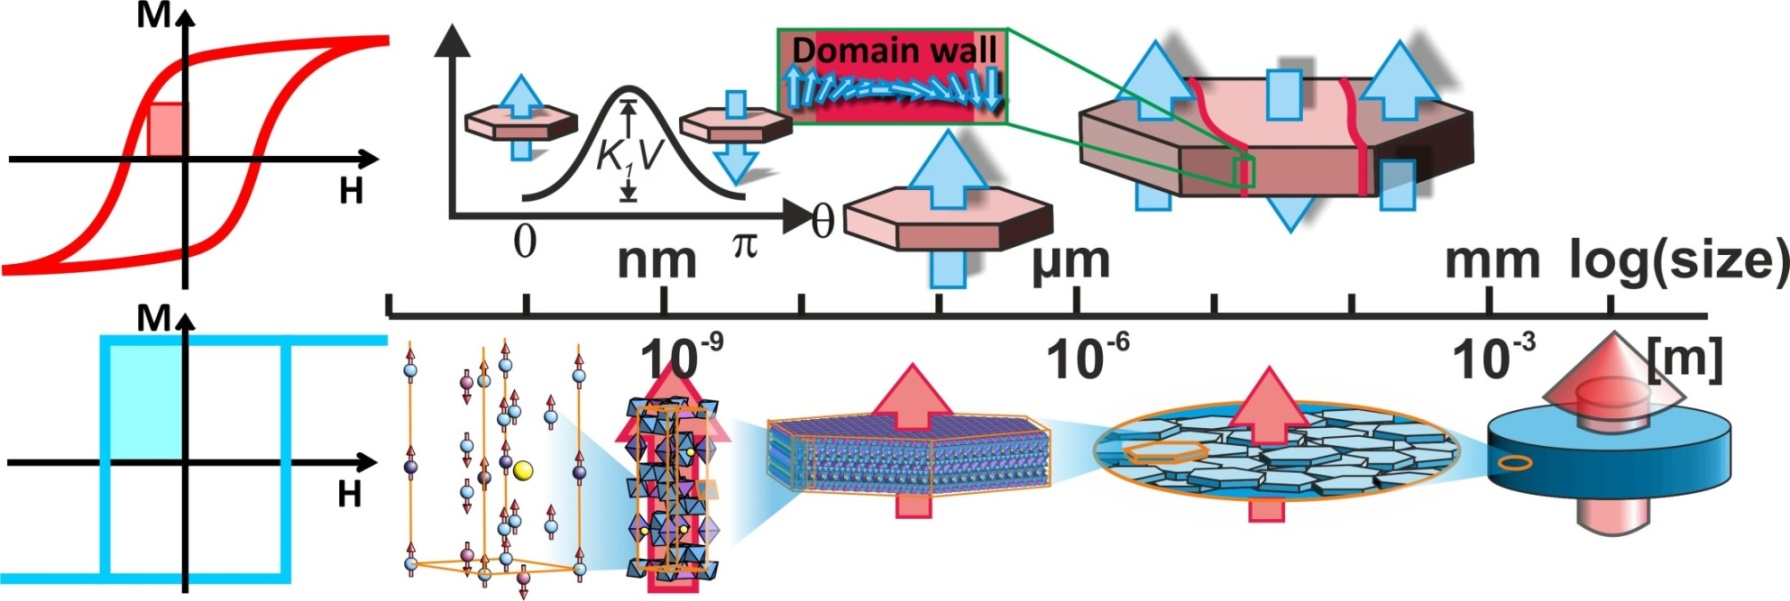 M
H
Domain wall
K₁V
0
π
θ
nm
µm
mm
log(size)
10⁻⁹
10⁻⁶
10⁻³
[m]
M
H